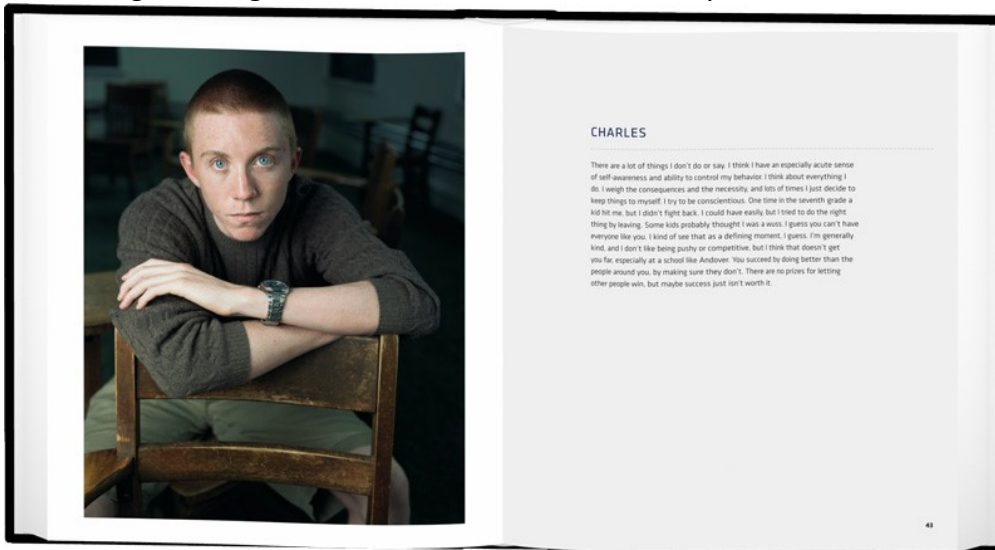 CHARLES
There are a lot of things I don't do or say. I think I have an especially acute sense
of self-awareness and ability to control my behavior. I think about everything I
do. I weigh the consequences and the necessity, and lots of times I just decide to
keep things to myself. I try to be conscientious. One time in the seventh grade a
kid hit me, but I didn't fight back. I could have easily, but I tried to do the right
thing by leaving. Some kids probably thought I was a wuss. I guess you can't have
everyone like you. I kind of see that as a defining moment, I guess. I'm generally
kind, and I don't like being pushy or competitive, but I think that doesn't get
you far, especially at a school like Andover. You succeed by doing better than the
people around you, by making sure they don't. There are no prizes for letting
other people win, but maybe success just isn't worth it.
43